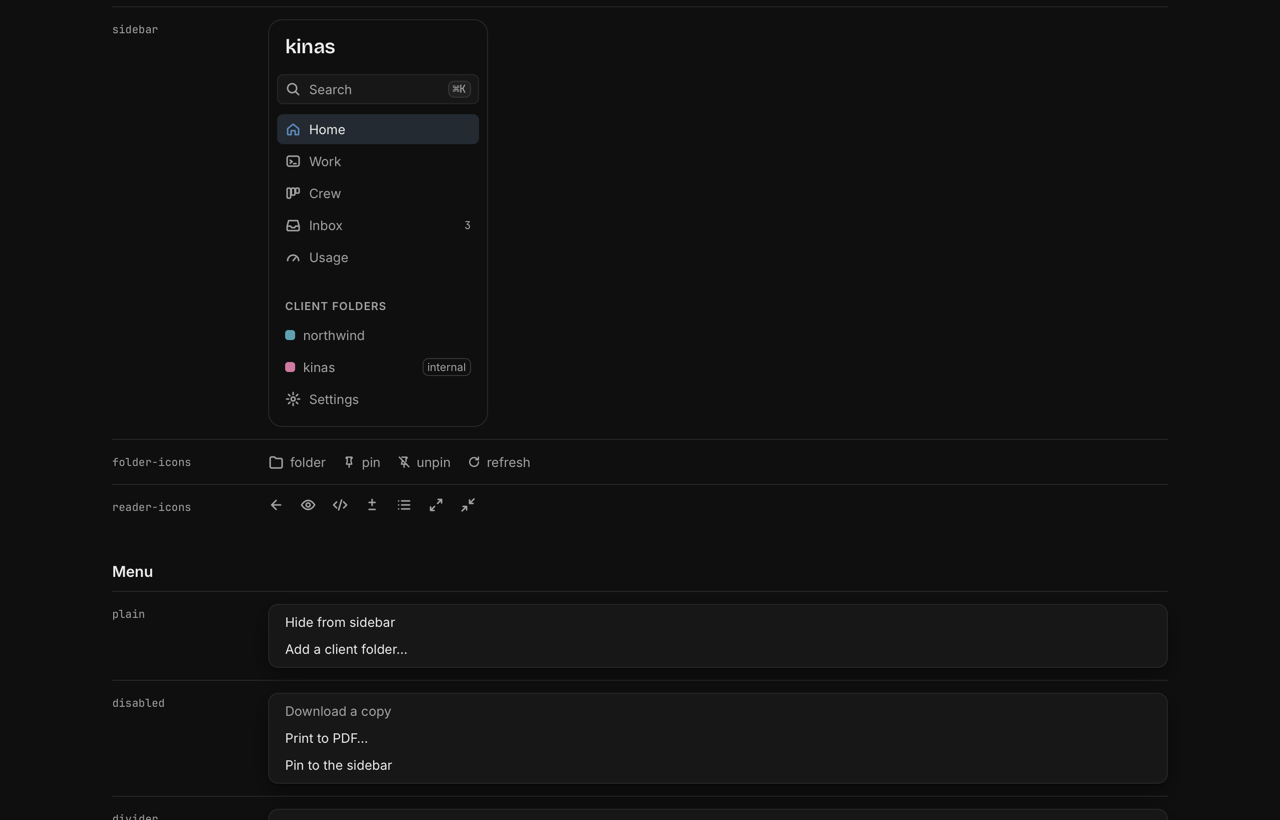 sidebar
kinas
Search ⌘K
Home
Work
Crew
Inbox 3
Usage
CLIENT FOLDERS
northwind
kinas internal
Settings
folder-icons folder pin unpin refresh
reader-icons
Menu
plain
Hide from sidebar
Add a client folder...
disabled
Download a copy
Print to PDF...
Pin to the sidebar
divider